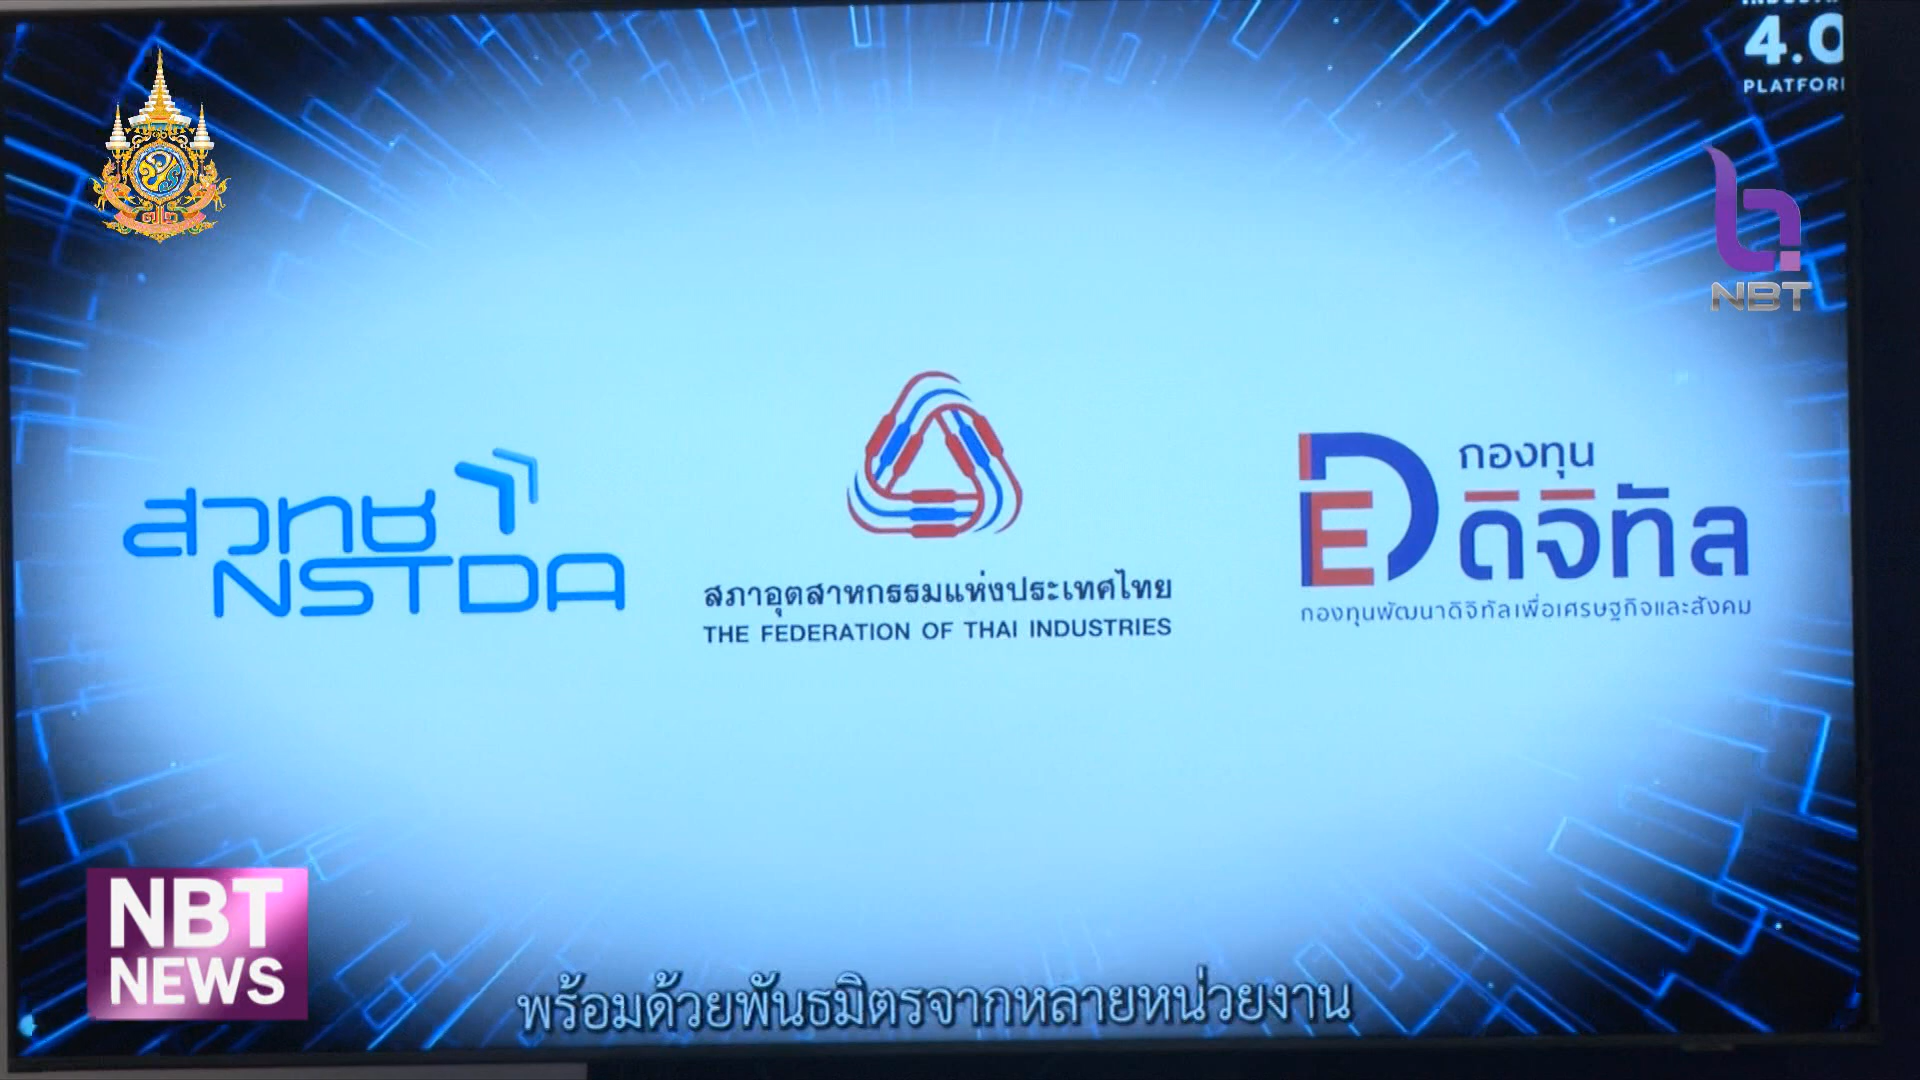 4.0
PLATFOR
๗๒
NBT
สวทช
NSTDA
สภาอุตสาหกรรมแห่งประเทศไทย
THE FEDERATION OF THAI INDUSTRIES
กองทุน
ดิจิทัล
กองทุนพัฒนาดิจิทัลเพื่อเศรษฐกิจและสังคม
NBT
NEWS
พร้อมด้วยพันธมิตรจากหลายหน่วยงาน